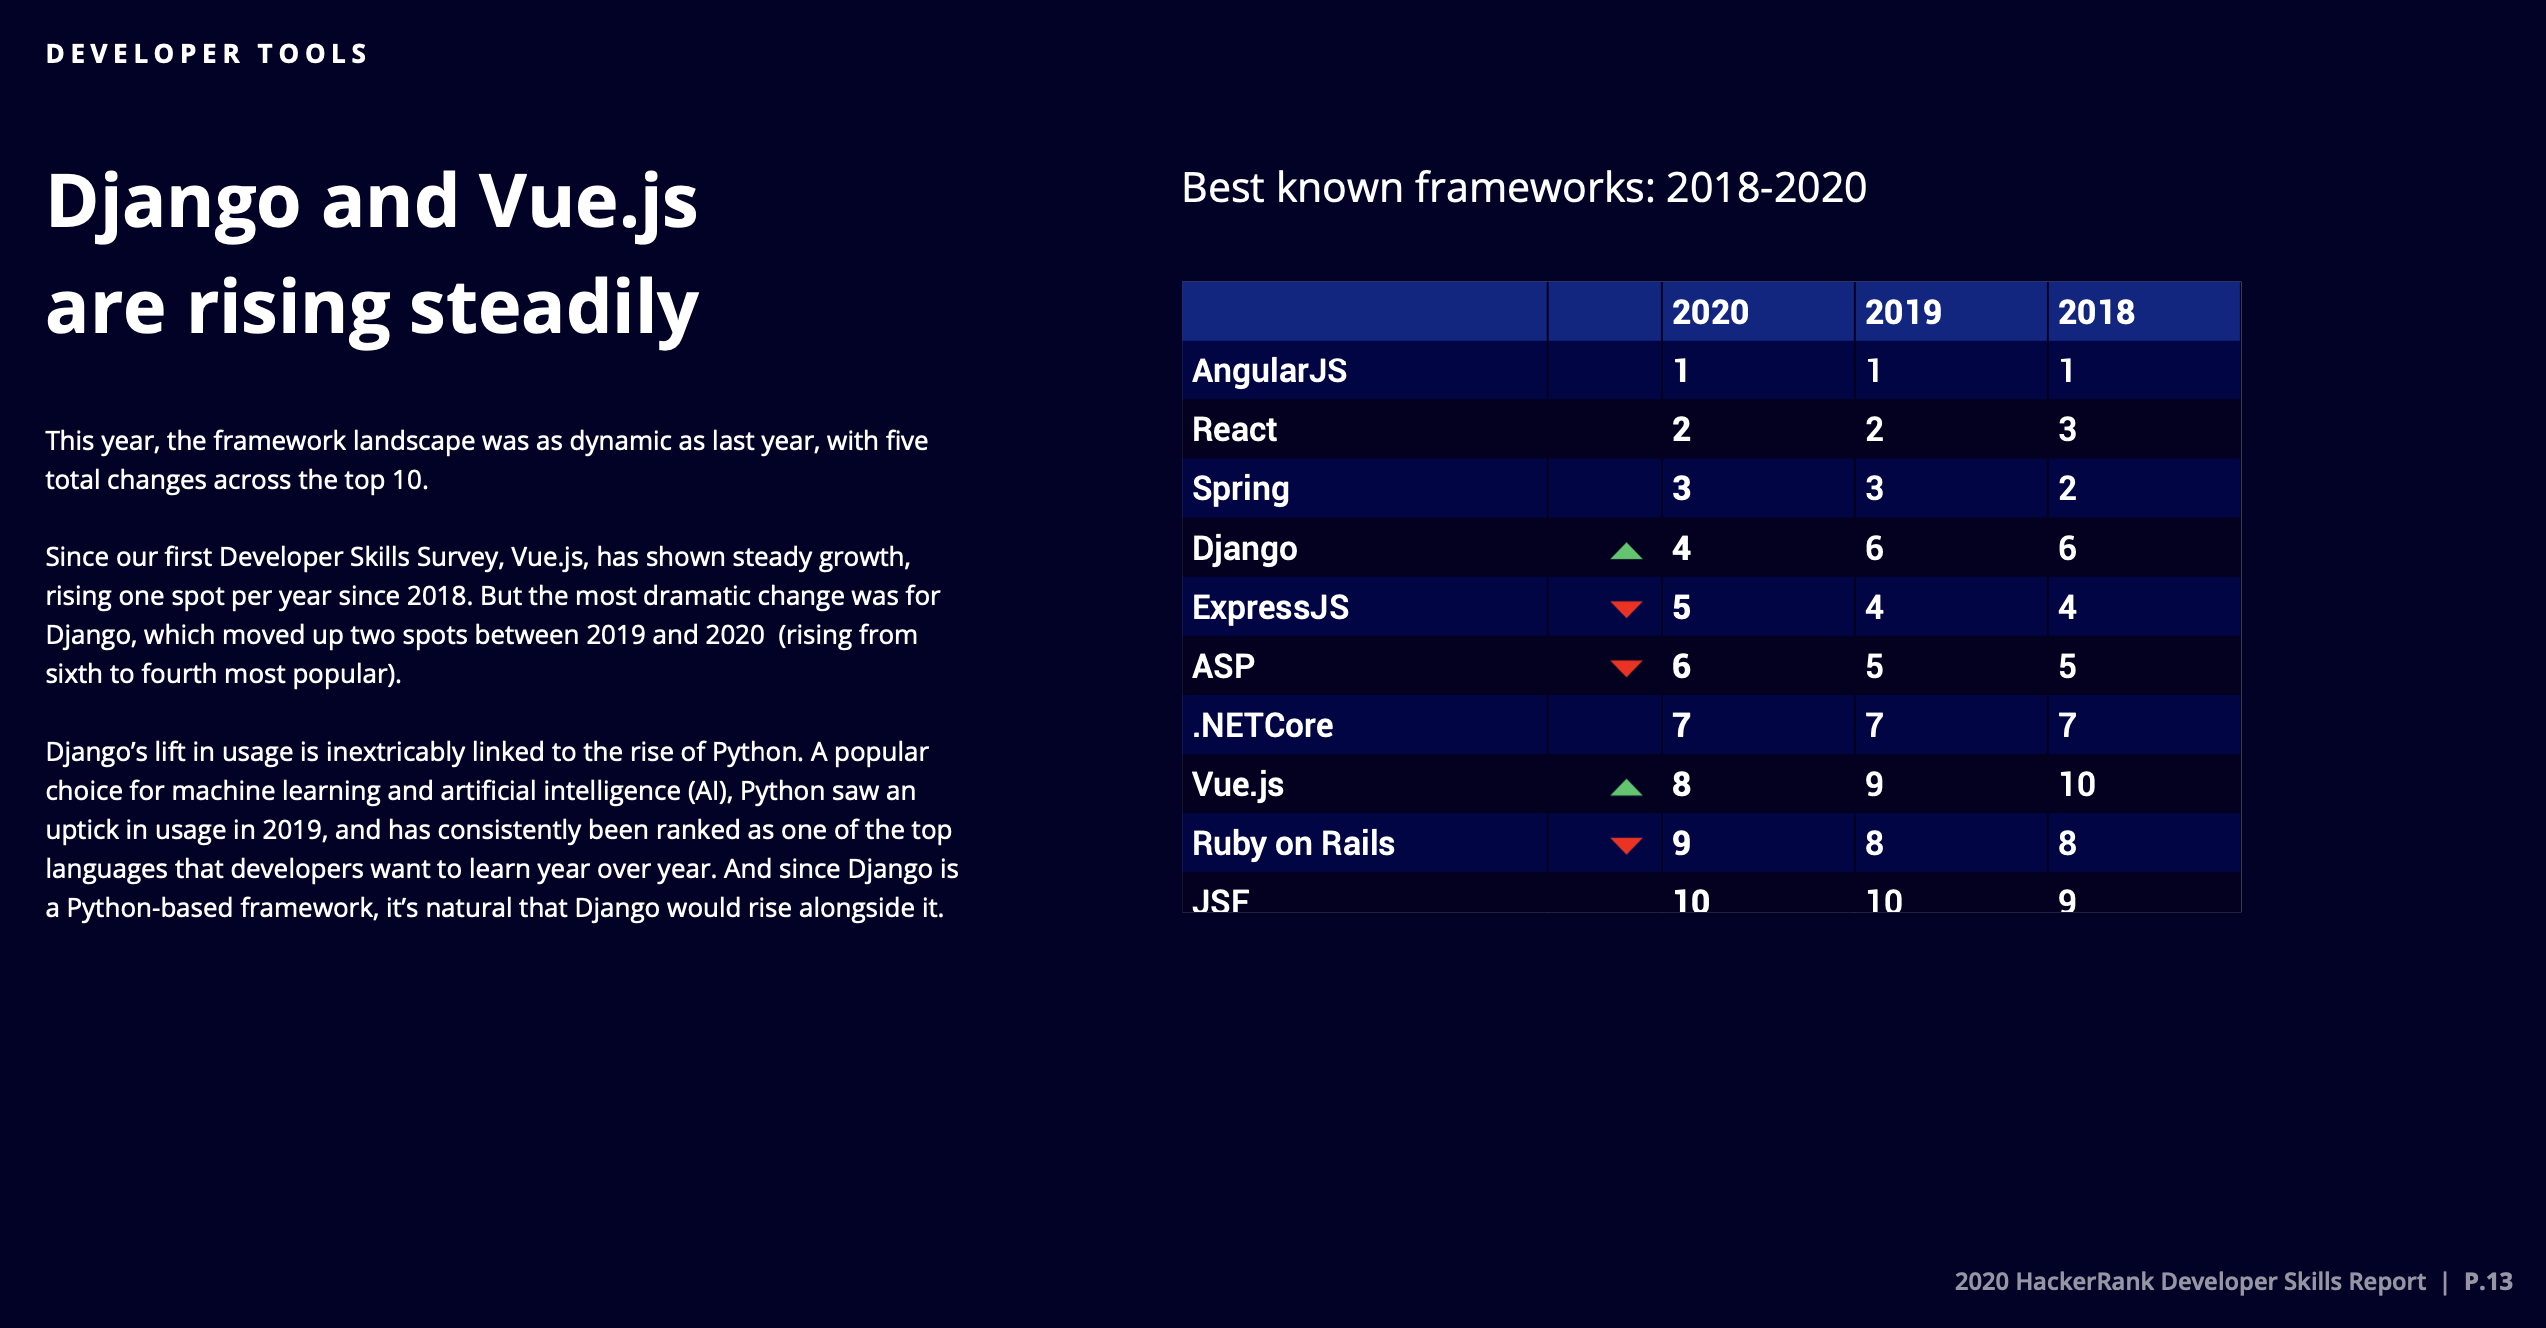 DEVELOPER TOOLS
Django and Vue.js
are rising steadily
This year, the framework landscape was as dynamic as last year, with five
total changes across the top 10.
Since our first Developer Skills Survey, Vue.js, has shown steady growth,
rising one spot per year since 2018. But the most dramatic change was for
Django, which moved up two spots between 2019 and 2020  (rising from
sixth to fourth most popular).
Django’s lift in usage is inextricably linked to the rise of Python. A popular
choice for machine learning and artificial intelligence (AI), Python saw an
uptick in usage in 2019, and has consistently been ranked as one of the top
languages that developers want to learn year over year. And since Django is
a Python-based framework, it’s natural that Django would rise alongside it.
Best known frameworks: 2018-2020
2020 2019 2018
AngularJS 1 1 1
React 2 2 3
Spring 3 3 2
Django 4 6 6
ExpressJS 5 4 4
ASP 6 5 5
.NETCore 7 7 7
Vue.js 8 9 10
Ruby on Rails 9 8 8
JSF 10 10 9
2020 HackerRank Developer Skills Report | P.13